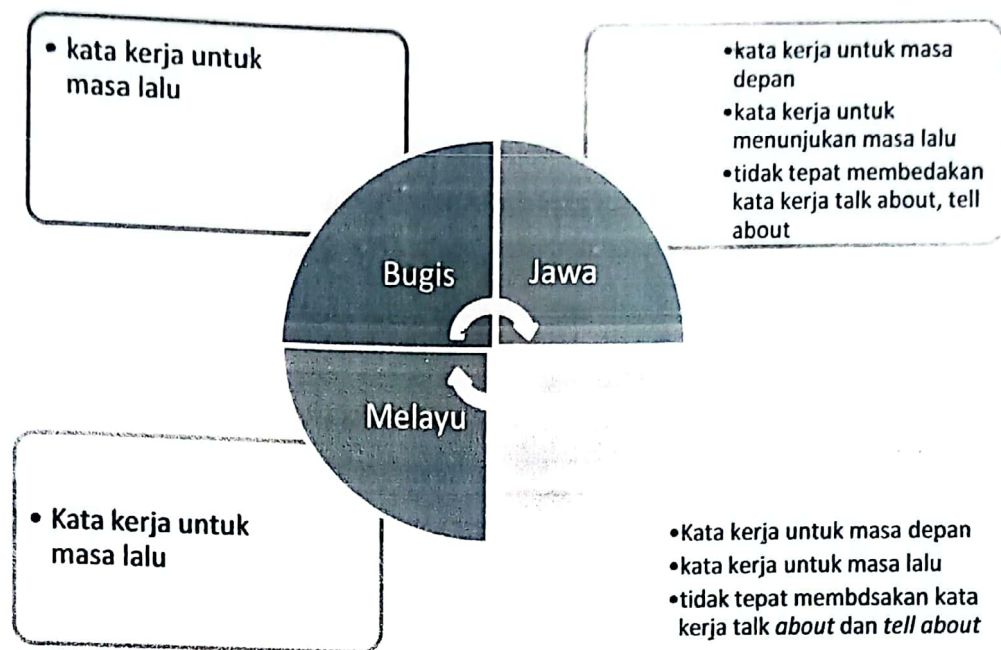 • kata kerja untuk
masa lalu
•kata kerja untuk masa
depan
•kata kerja untuk
menunjukan masa lalu
•tidak tepat membedakan
kata kerja talk about, tell
about
Bugis
Jawa
Melayu
• Kata kerja untuk
masa lalu
•Kata kerja untuk masa depan
•kata kerja untuk masa lalu
•tidak tepat membdsakan kata
kerja talk about dan tell about